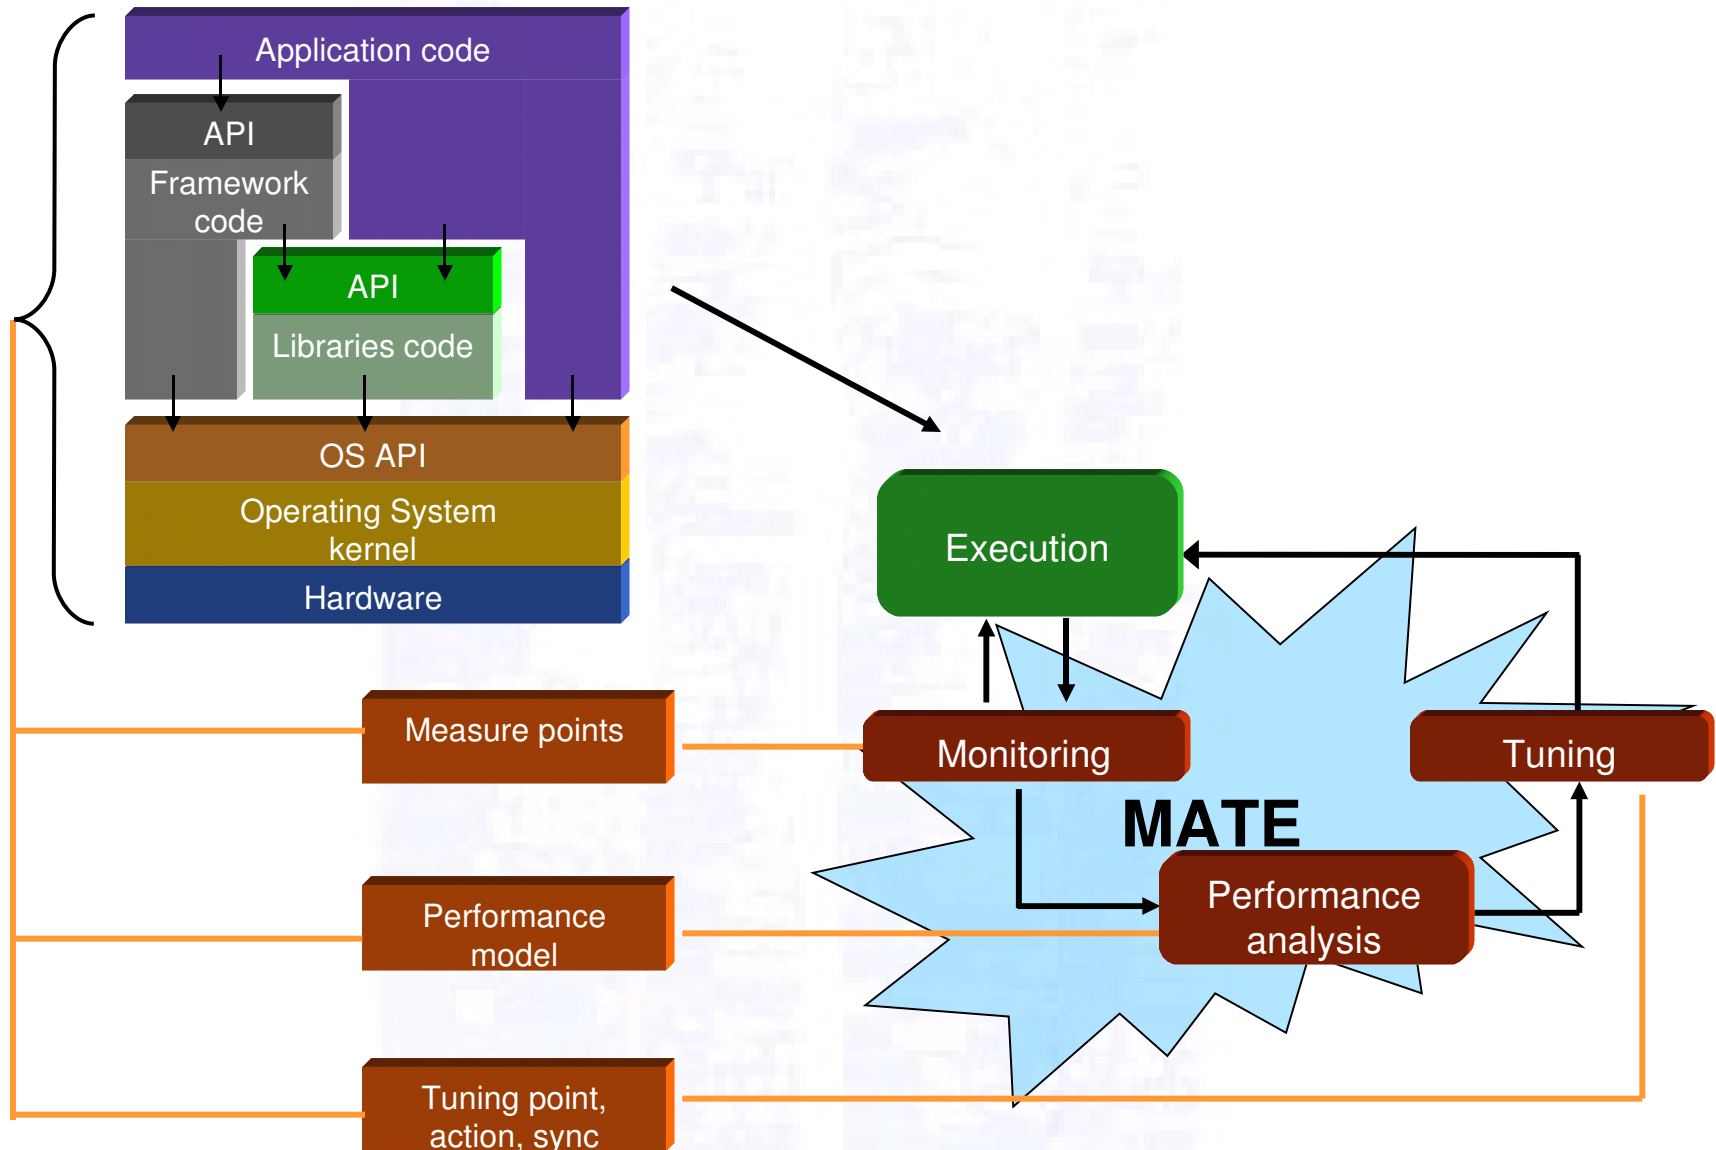 Application code
API
Framework
code
API
Libraries code
OS API
Operating System
kernel
Hardware
Execution
Measure points
Monitoring
Tuning
MATE
Performance
model
Performance
analysis
Tuning point,
action, sync